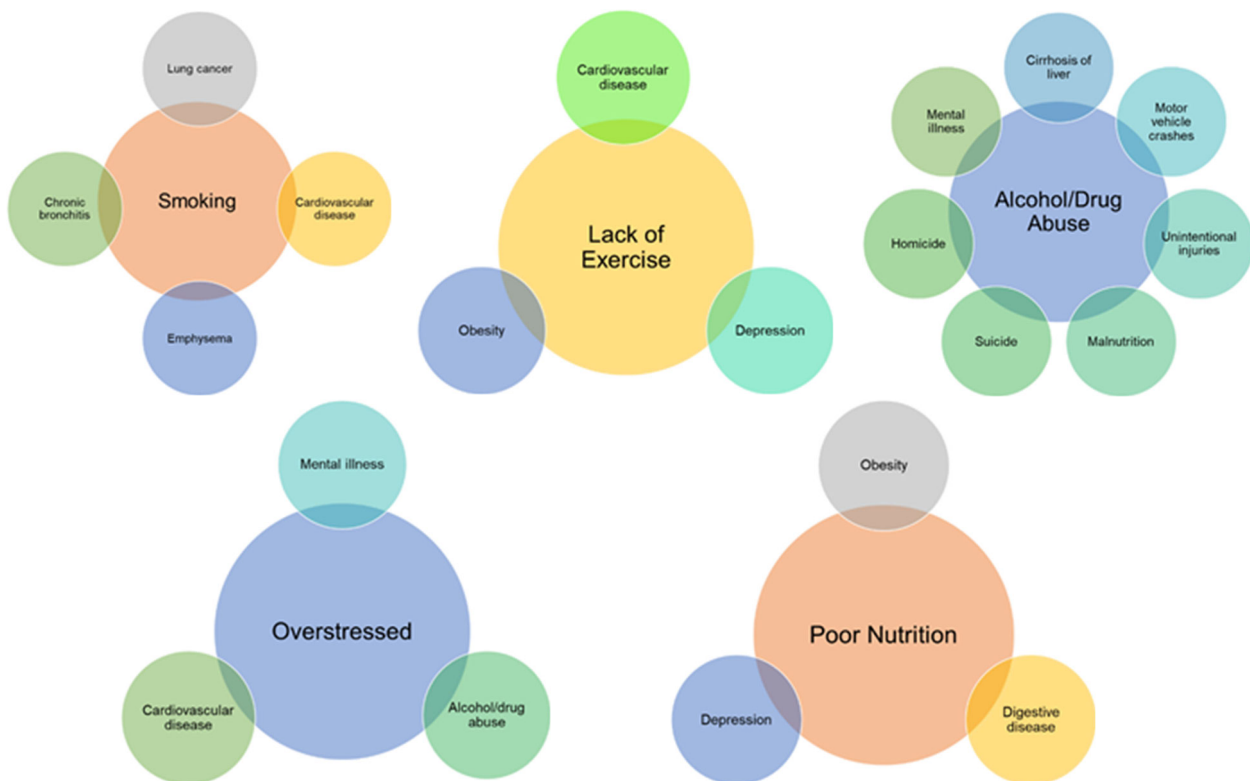 Lung cancer
Chronic
bronchitis
Smoking
Cardiovascular
disease
Emphysema
Cardiovascular
disease
Lack of
Exercise
Obesity
Depression
Cirrhosis of
liver
Mental
illness
Motor
vehicle
crashes
Alcohol/Drug
Abuse
Homicide
Unintentional
injuries
Suicide
Malnutrition
Mental illness
Overstressed
Cardiovascular
disease
Alcohol/drug
abuse
Obesity
Poor Nutrition
Depression
Digestive
disease